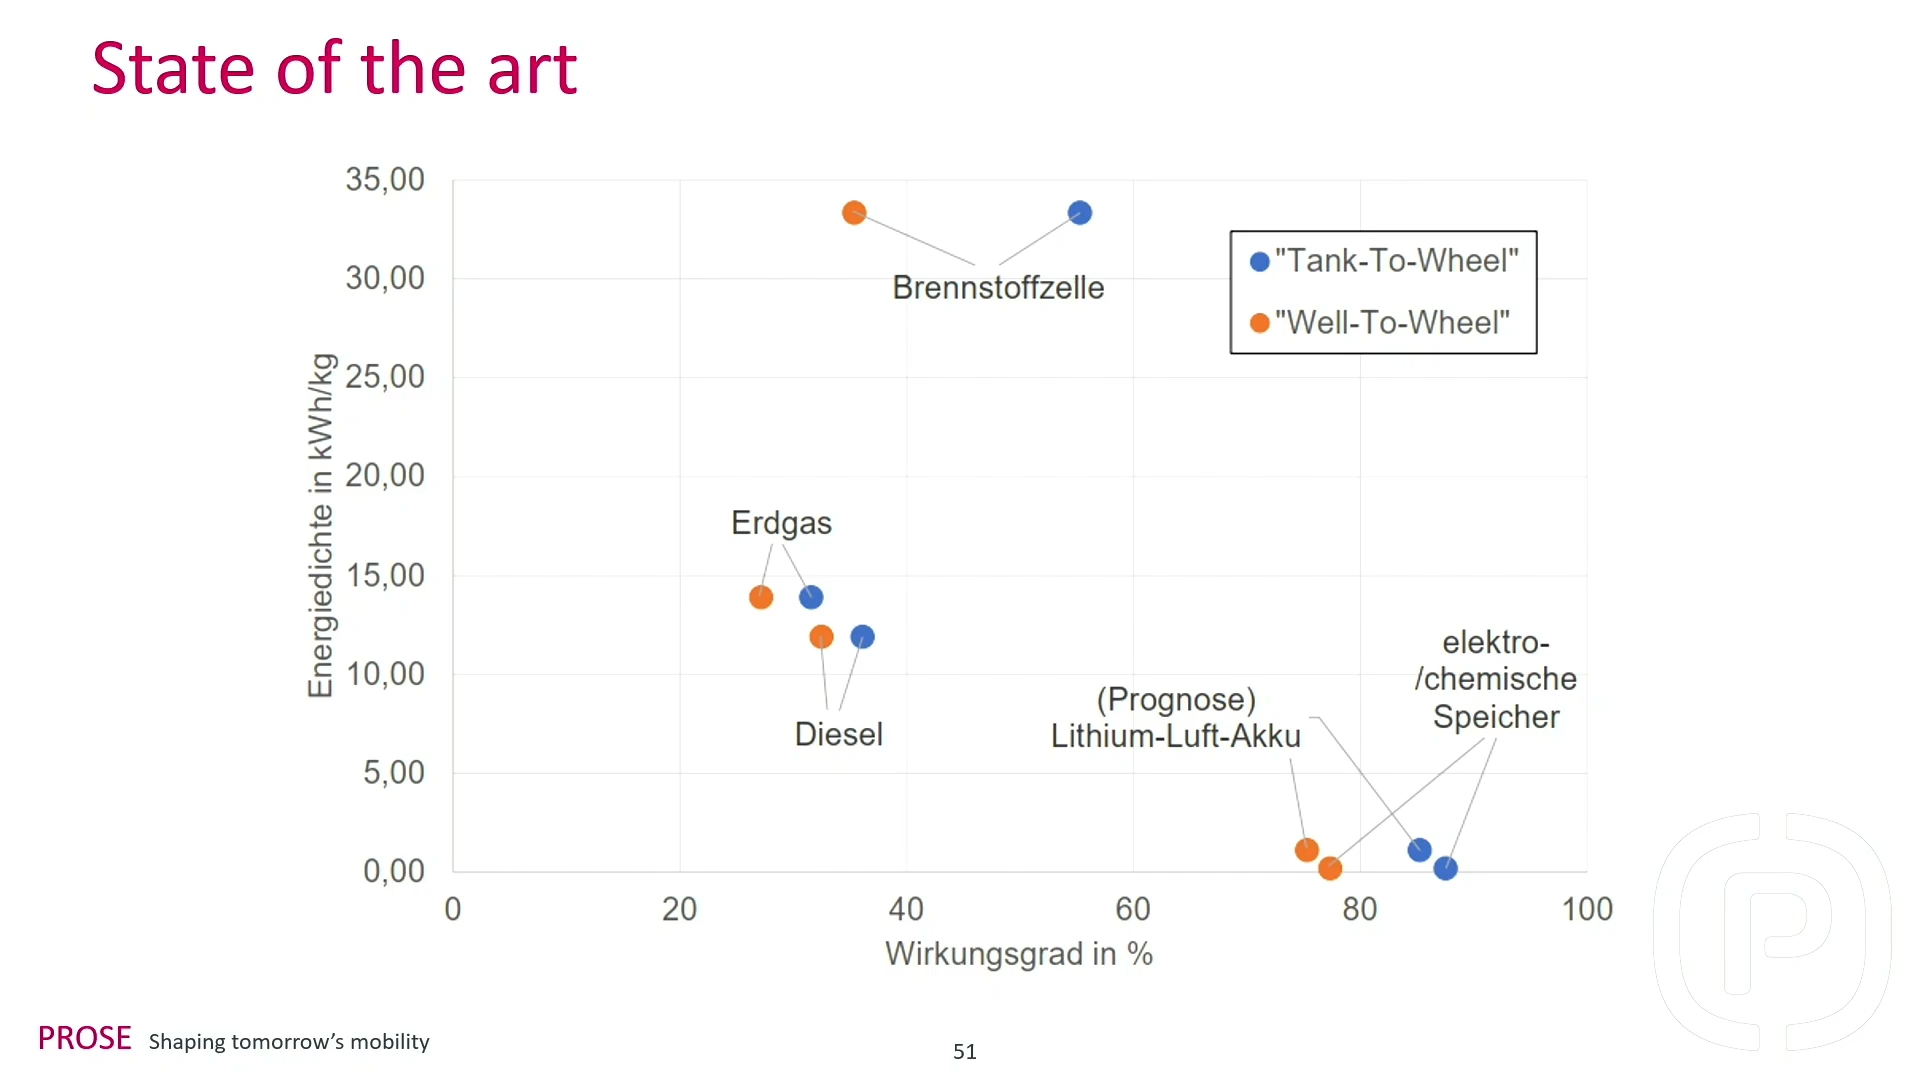 State of the art
35,00
30,00
25,00
20,00
15,00
10,00
5,00
0,00
Energiedichte in kWh/kg
0
20
40
60
80
100
Wirkungsgrad in %
Brennstoffzelle
"Tank-To-Wheel"
"Well-To-Wheel"
Erdgas
Diesel
(Prognose)
Lithium-Luft-Akku
elektro-
/chemische
Speicher
PROSE Shaping tomorrow’s mobility
51
P